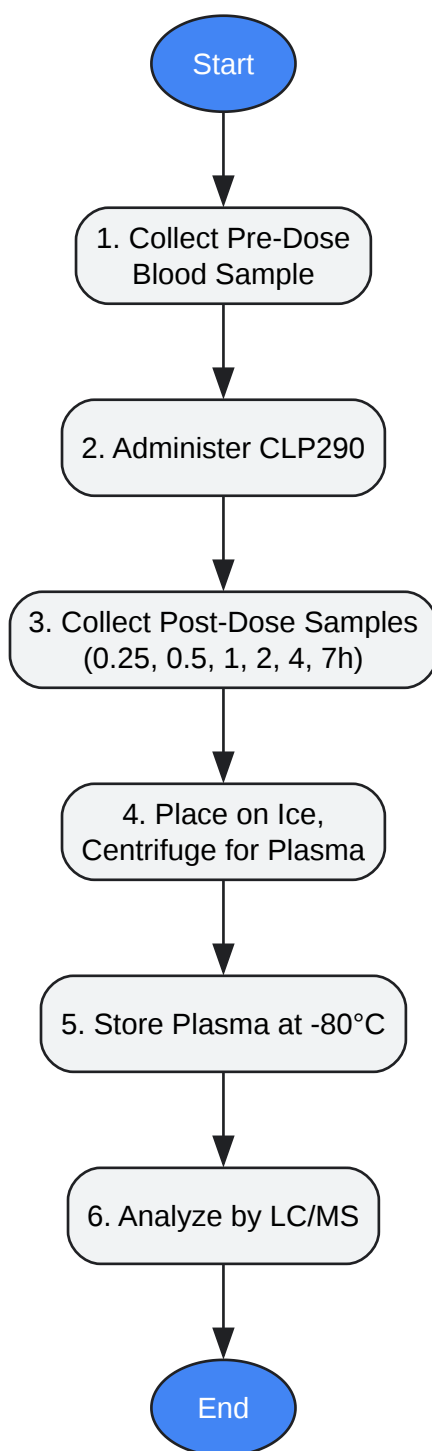 Start
1. Collect Pre-Dose
Blood Sample
2. Administer CLP290
3. Collect Post-Dose Samples
(0.25, 0.5, 1, 2, 4, 7h)
4. Place on Ice,
Centrifuge for Plasma
5. Store Plasma at -80°C
6. Analyze by LC/MS
End